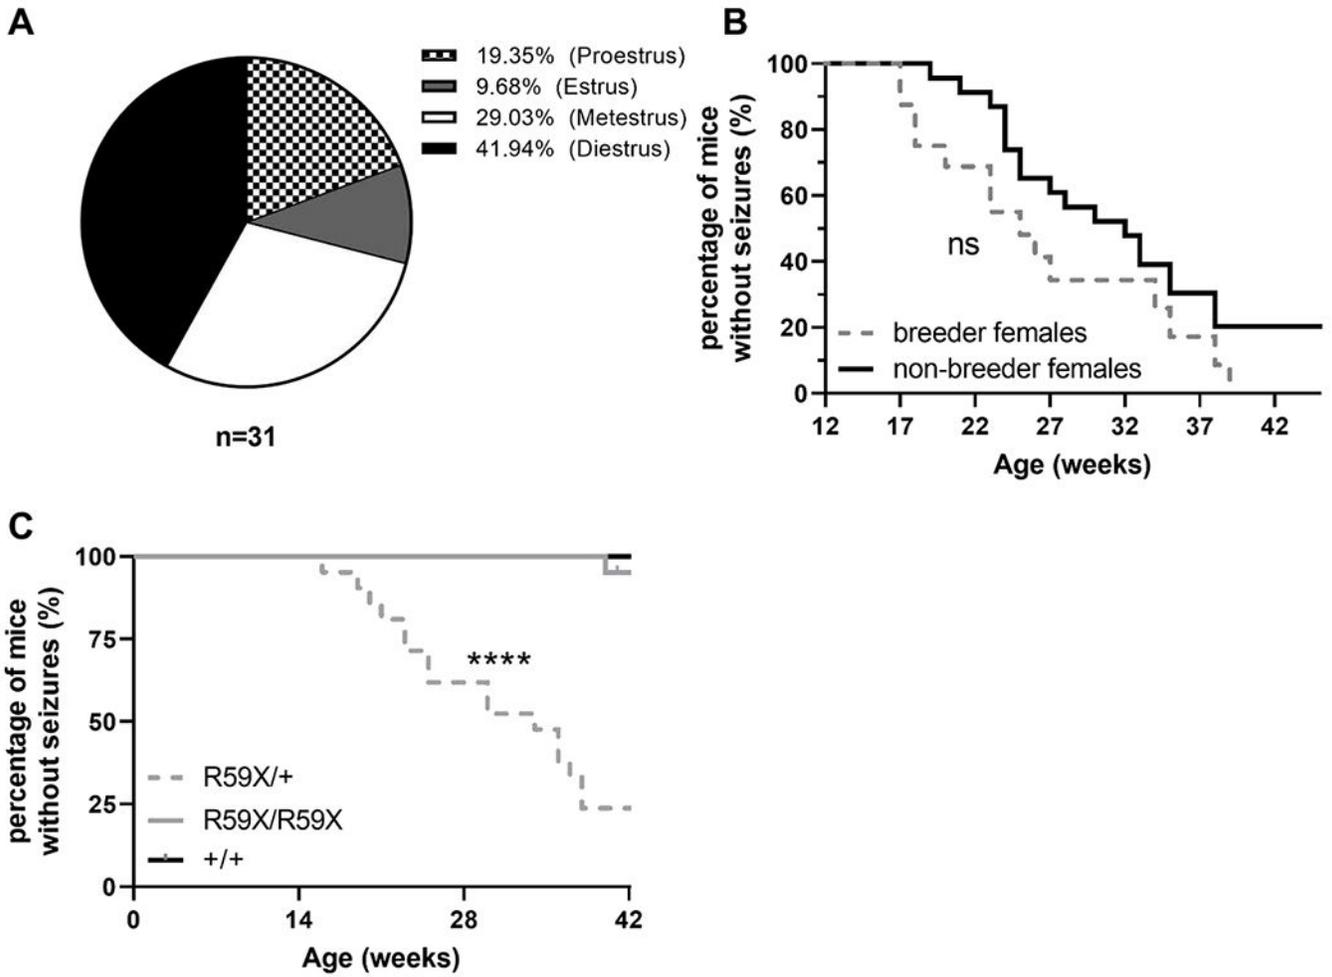 A
19.35% (Proestrus)
9.68% (Estrus)
29.03% (Metestrus)
41.94% (Diestrus)
n=31
B
percentage of mice
without seizures (%)
100
80
60
40
20
0
ns
breeder females
non-breeder females
12 17 22 27 32 37 42
Age (weeks)
C
percentage of mice
without seizures (%)
100
75
50
25
0
****
R59X/+
R59X/R59X
+/+
0 14 28 42
Age (weeks)